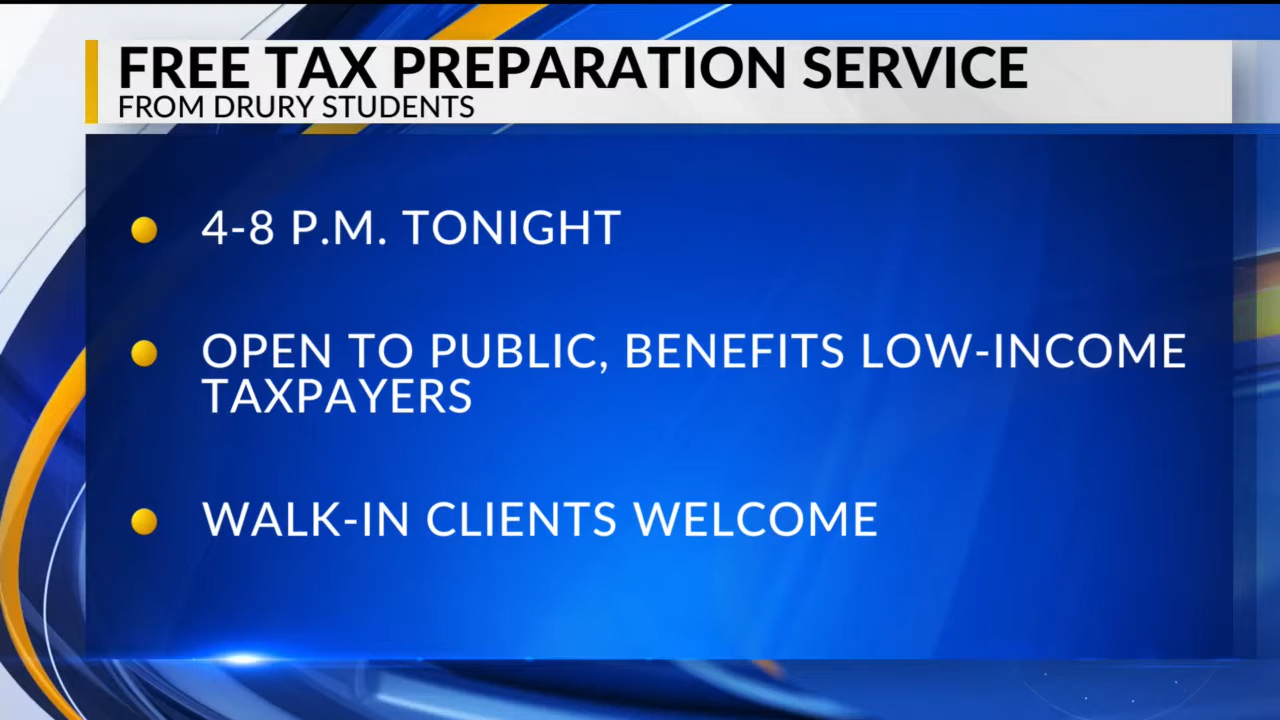 FREE TAX PREPARATION SERVICE
FROM DRURY STUDENTS
4-8 P.M. TONIGHT
OPEN TO PUBLIC, BENEFITS LOW-INCOME
TAXPAYERS
WALK-IN CLIENTS WELCOME